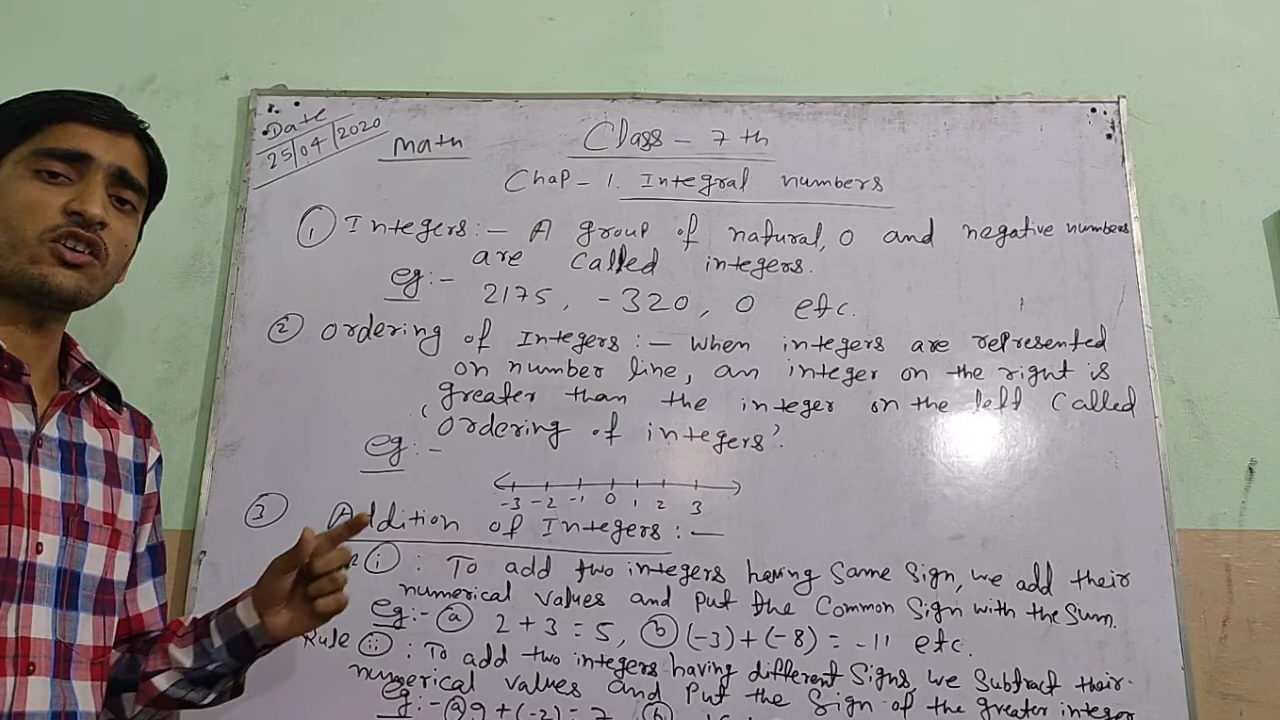 Date
25/04/2020
Math
Class - 7th
Chap - 1. Integral numbers
① Integers :- A group of natural, 0 and negative numbers
are called integers.
eg:- 2175, -320, 0 etc.
② Ordering of Integers :- When integers are represented
on number line, an integer on the right is
greater than the integer on the left called
'Ordering of integers'.
eg:-
-3 -2 -1 0 1 2 3
③ Addition of Integers :-
(i) : To add two integers having Same Sign, we add their
numerical values and Put the Common Sign with the Sum.
eg:- (a) 2 + 3 = 5, (b) (-3) + (-8) = -11 etc.
Rule (ii) : To add two integers having different Signs, we Subtract their
numerical values and Put the Sign of the greater integer
eg:- (a) 9 + (-2) = 7 (b)